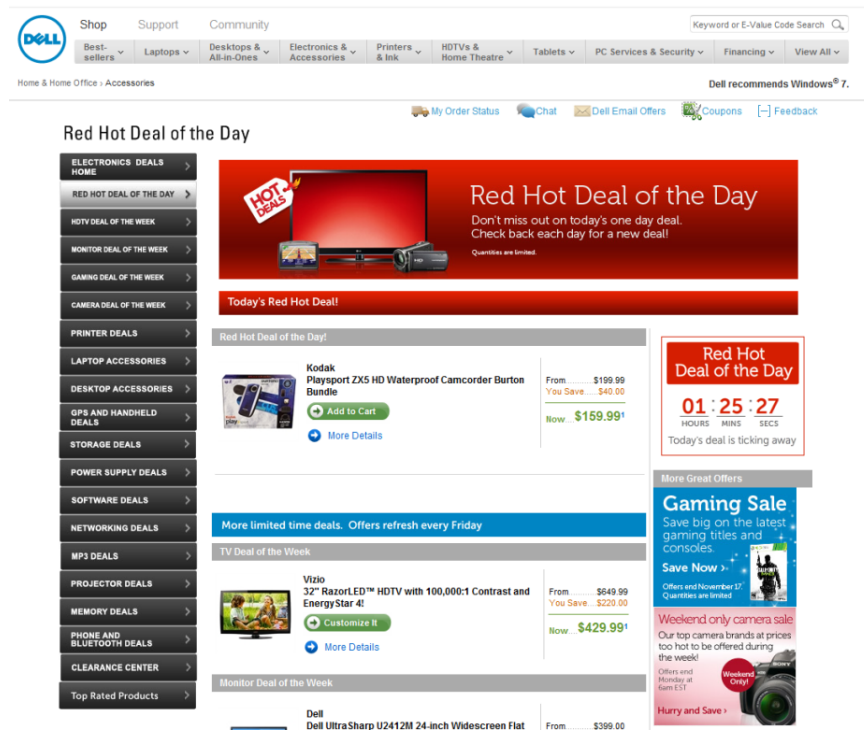 DELL
Shop
Support
Community
Keyword or E-Value Code Search
Best-
sellers
Laptops
Desktops &
All-in-Ones
Electronics &
Accessories
Printers
& Ink
HDTVs &
Home Theatre
Tablets
PC Services & Security
Financing
View All
Home & Home Office › Accessories
Dell recommends Windows® 7.
My Order Status
Chat
Dell Email Offers
Coupons
[–] Feedback
Red Hot Deal of the Day
ELECTRONICS DEALS
HOME
RED HOT DEAL OF THE DAY
HDTV DEAL OF THE WEEK
MONITOR DEAL OF THE WEEK
GAMING DEAL OF THE WEEK
CAMERA DEAL OF THE WEEK
PRINTER DEALS
LAPTOP ACCESSORIES
DESKTOP ACCESSORIES
GPS AND HANDHELD
DEALS
STORAGE DEALS
POWER SUPPLY DEALS
SOFTWARE DEALS
NETWORKING DEALS
MP3 DEALS
PROJECTOR DEALS
MEMORY DEALS
PHONE AND
BLUETOOTH DEALS
CLEARANCE CENTER
Top Rated Products
HOT
DEALS
Red Hot Deal of the Day
Don't miss out on today's one day deal.
Check back each day for a new deal!
Quantities are limited.
Today's Red Hot Deal!
Red Hot Deal of the Day!
Kodak
Playsport ZX5 HD Waterproof Camcorder Burton
Bundle
Add to Cart
More Details
From.........$199.99
You Save.....$40.00
Now...$159.99¹
More limited time deals. Offers refresh every Friday
TV Deal of the Week
Vizio
32" RazorLED™ HDTV with 100,000:1 Contrast and
EnergyStar 4!
Customize It
More Details
From.........$649.99
You Save...$220.00
Now...$429.99¹
Monitor Deal of the Week
Dell
Dell UltraSharp U2412M 24-inch Widescreen Flat
From.........$399.00
Red Hot
Deal of the Day
01 : 25 : 27
HOURS MINS SECS
Today's deal is ticking away
More Great Offers
Gaming Sale
Save big on the latest
gaming titles and
consoles.
Save Now ›
Offers end November 17.
Quantities are limited
Weekend only camera sale
Our top camera brands at prices
too hot to be offered during
the week!
Offers end
Monday at
6am EST
Weekend
Only!
Hurry and Save ›